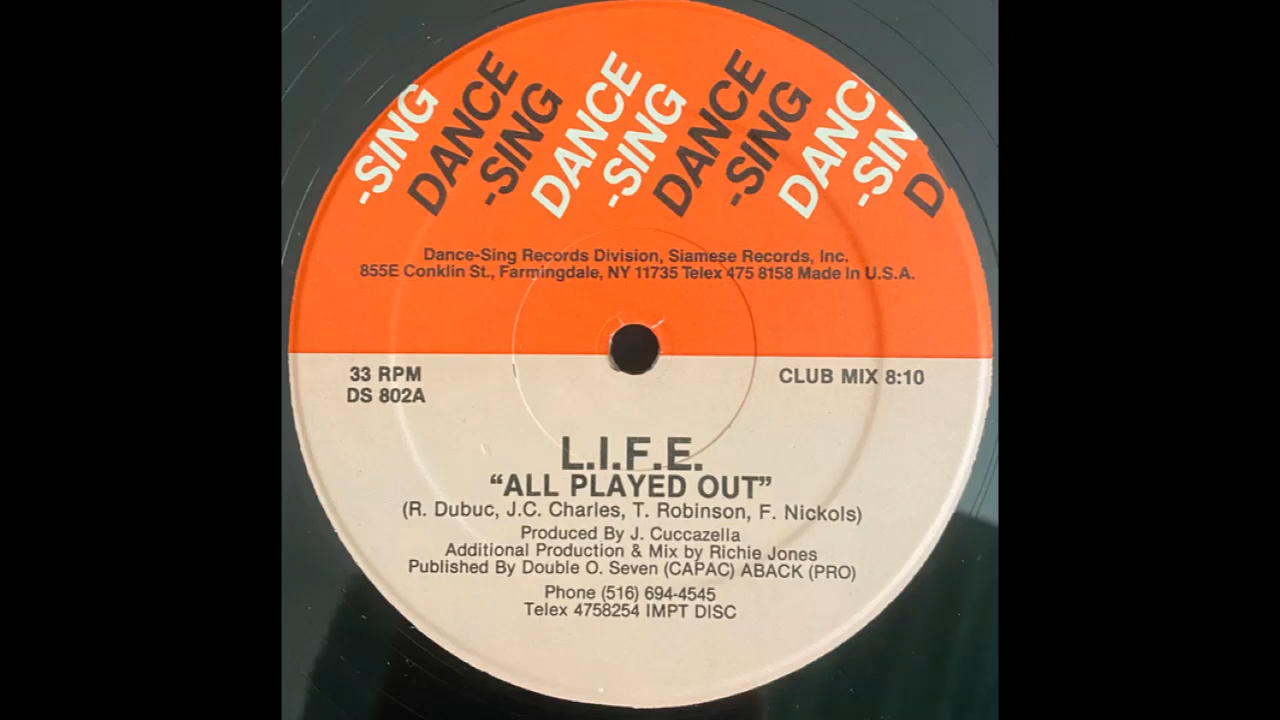 -SING
DANCE
-SING
DANCE
-SING
DANCE
-SING
DANC
-SIN
D
Dance-Sing Records Division, Siamese Records, Inc.
855E Conklin St., Farmingdale, NY 11735 Telex 475 8158 Made In U.S.A.
33 RPM
DS 802A
CLUB MIX 8:10
L.I.F.E.
“ALL PLAYED OUT”
(R. Dubuc, J.C. Charles, T. Robinson, F. Nickols)
Produced By J. Cuccazella
Additional Production & Mix by Richie Jones
Published By Double O. Seven (CAPAC) ABACK (PRO)
Phone (516) 694-4545
Telex 4758254 IMPT DISC